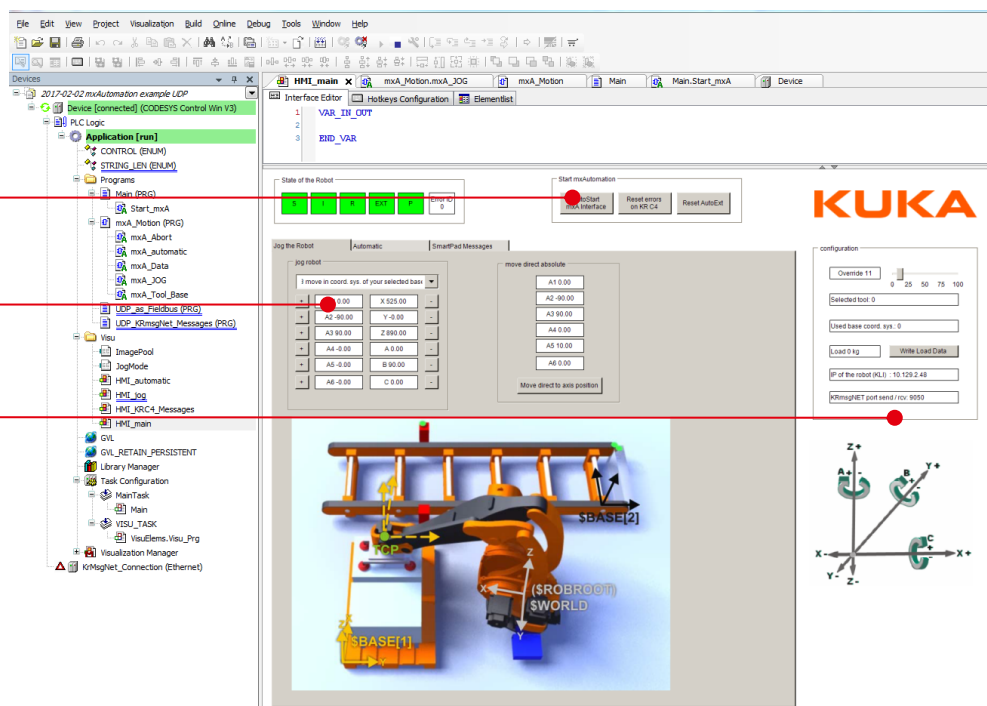 File Edit View Project Visualization Build Online Debug Tools Window Help
Devices
2017-02-02 mxAutomation example UDP
Device [connected] (CODESYS Control Win V3)
PLC Logic
Application [run]
CONTROL (ENUM)
STRING_LEN (ENUM)
Programs
Main (PRG)
Start_mxA
mxA_Motion (PRG)
mxA_Abort
mxA_automatic
mxA_Data
mxA_JOG
mxA_Tool_Base
UDP_as_Fieldbus (PRG)
UDP_KRmsgNet_Messages (PRG)
Visu
ImagePool
JogMode
HMI_automatic
HMI_jog
HMI_KRC4_Messages
HMI_main
GVL
GVL_RETAIN_PERSISTENT
Library Manager
Task Configuration
MainTask
Main
VISU_TASK
VisuElems.Visu_Prg
Visualization Manager
KrMsgNet_Connection (Ethernet)
HMI_main mxA_Motion.mxA_JOG mxA_Motion Main Main.Start_mxA Device
Interface Editor Hotkeys Configuration Elementlist
1 VAR_IN_OUT
2
3 END_VAR
State of the Robot
S I R EXT P Error ID
0
Start mxAutomation
mxA Interface
Reset errors
on KR C4
Reset AutoExt
KUKA
Jog the Robot Automatic SmartPad Messages
jog robot
move in coord. sys. of your selected base
+ 0.00 X 525.00 -
+ A2 -90.00 Y -0.00 -
+ A3 90.00 Z 890.00 -
+ A4 -0.00 A 0.00 -
+ A5 -0.00 B 90.00 -
+ A6 -0.00 C 0.00 -
move direct absolute
A1 0.00
A2 -90.00
A3 90.00
A4 0.00
A5 10.00
A6 0.00
Move direct to axis position
configuration
Override 11
0 25 50 75 100
Selected tool: 0
Used base coord. sys.: 0
Load 0 kg Write Load Data
IP of the robot (KLI) : 10.129.2.48
KRmsgNET port send / rcv: 9050
$BASE[2]
TCP
Z
X
($ROBROOT)
$WORLD
Y
Z
X
$BASE[1]
Y
Z+
A+ -
B
+
-
Y+
C
+
-
X- X+
Y-
Z-